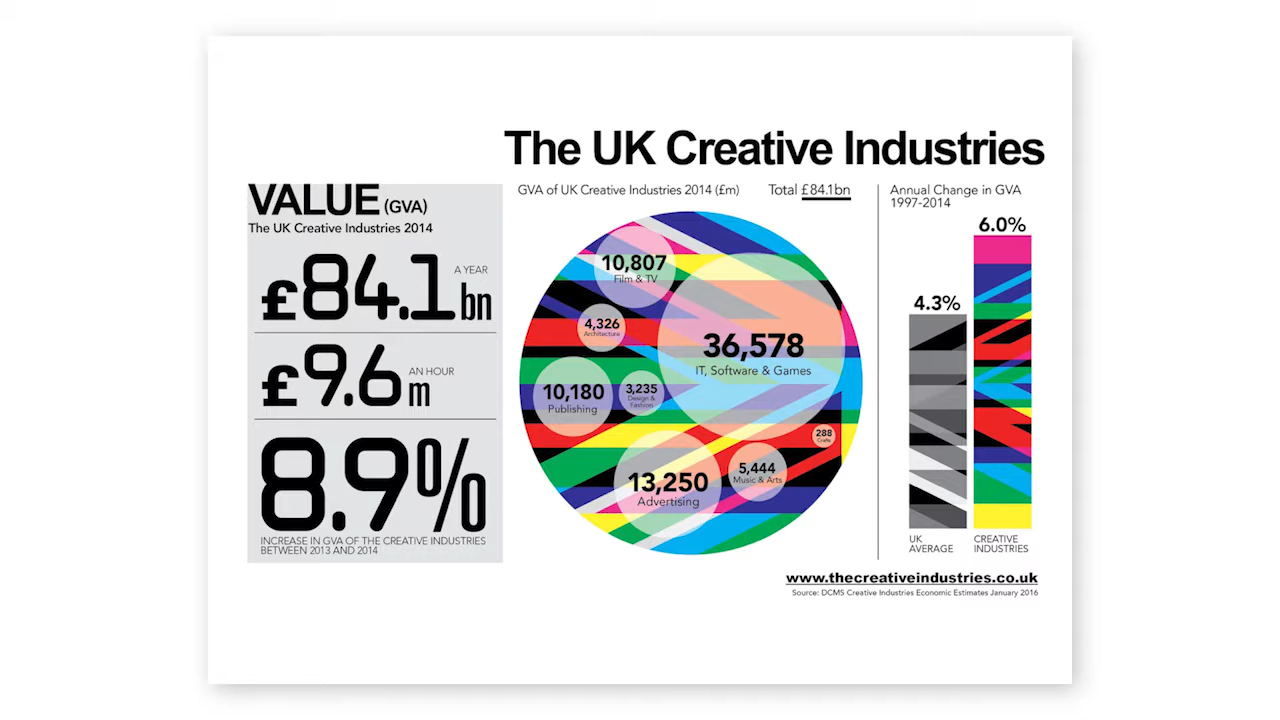 The UK Creative Industries
VALUE (GVA)
The UK Creative Industries 2014
£84.1bn A YEAR
£9.6m AN HOUR
8.9%
INCREASE IN GVA OF THE CREATIVE INDUSTRIES
BETWEEN 2013 AND 2014
GVA of UK Creative Industries 2014 (£m) Total £84.1bn
10,807
Film & TV
4,326
Architecture
36,578
IT, Software & Games
10,180
Publishing
3,235
Design &
Fashion
288
Crafts
13,250
Advertising
5,444
Music & Arts
Annual Change in GVA
1997-2014
6.0%
4.3%
UK
AVERAGE
CREATIVE
INDUSTRIES
www.thecreativeindustries.co.uk
Source: DCMS Creative Industries Economic Estimates January 2016